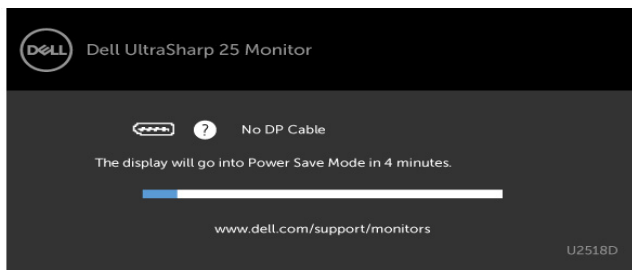 DELL
Dell UltraSharp 25 Monitor
? No DP Cable
The display will go into Power Save Mode in 4 minutes.
www.dell.com/support/monitors
U2518D